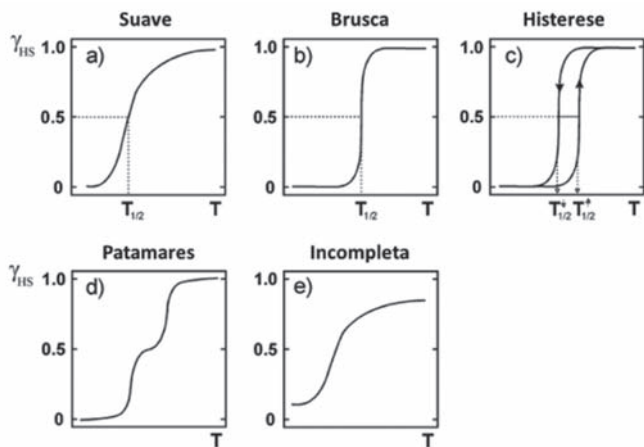 Suave Brusca Histerese
γHS 1.0 a) 1.0 b) 1.0 c)
0.5 0.5 0.5
0 0 0
T1/2 T T1/2 T T1/2↓ T1/2↑ T
Patamares Incompleta
γHS 1.0 d) 1.0 e)
0.5 0.5
0 0
T T